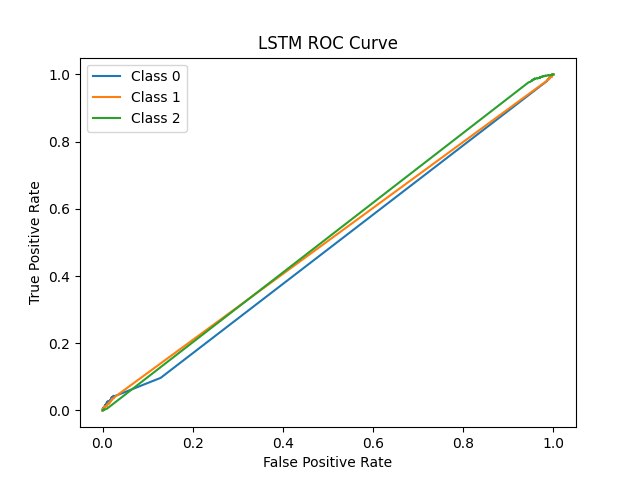 LSTM ROC Curve
Class 0
Class 1
Class 2
True Positive Rate
1.0
0.8
0.6
0.4
0.2
0.0
0.0 0.2 0.4 0.6 0.8 1.0
False Positive Rate